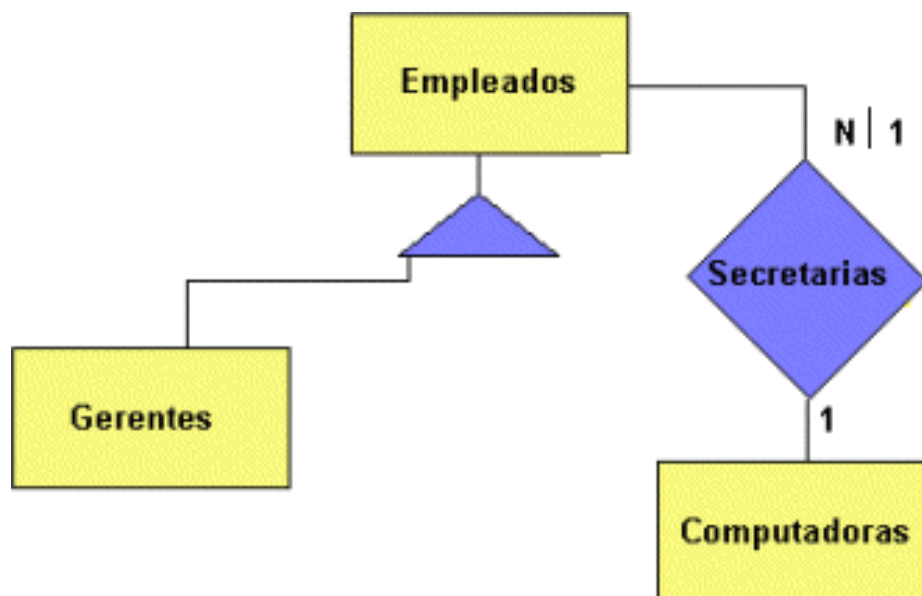 Empleados
N | 1
Secretarias
Gerentes
1
Computadoras